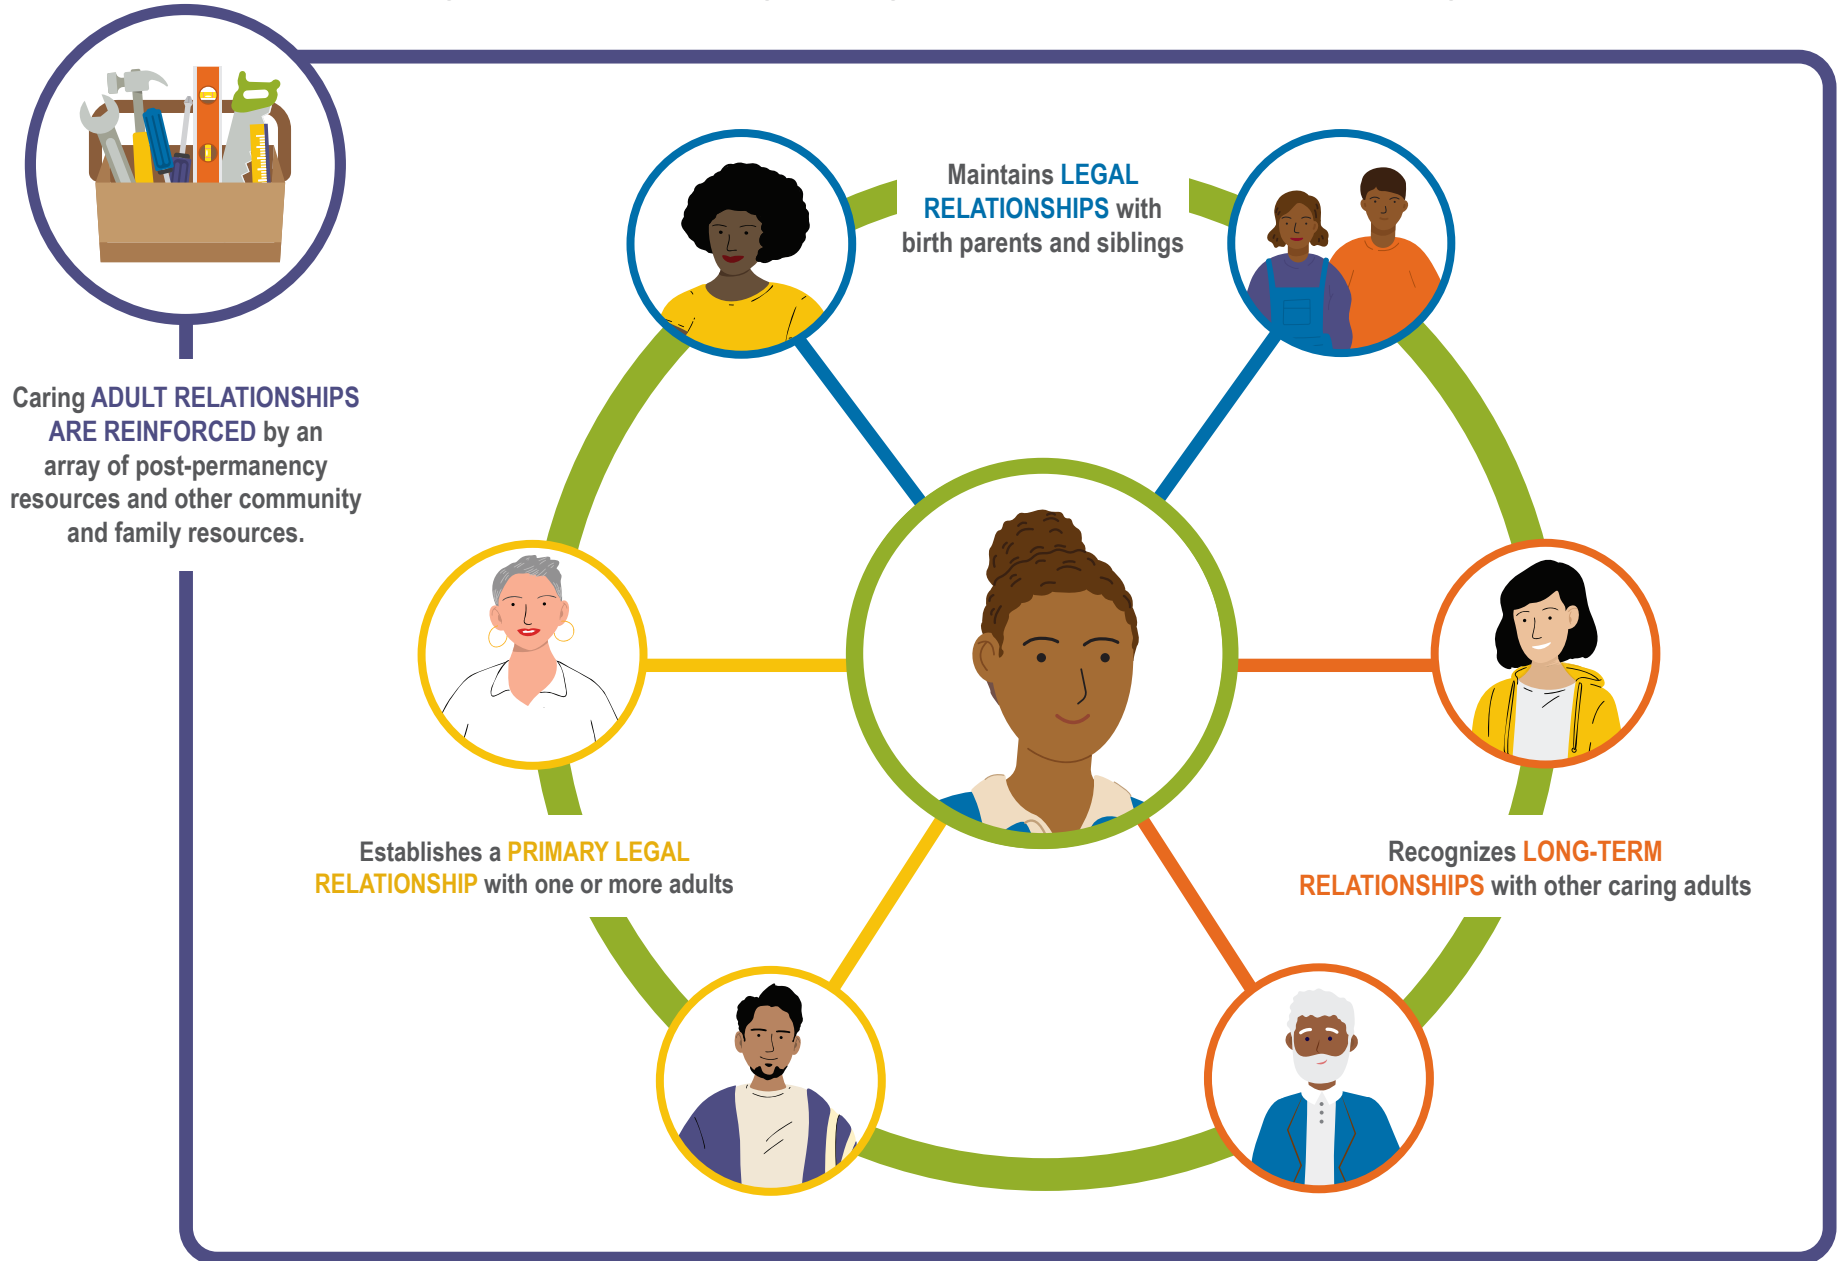 Maintains LEGAL
RELATIONSHIPS with
birth parents and siblings
Caring ADULT RELATIONSHIPS
ARE REINFORCED by an
array of post-permanency
resources and other community
and family resources.
Establishes a PRIMARY LEGAL
RELATIONSHIP with one or more adults
Recognizes LONG-TERM
RELATIONSHIPS with other caring adults